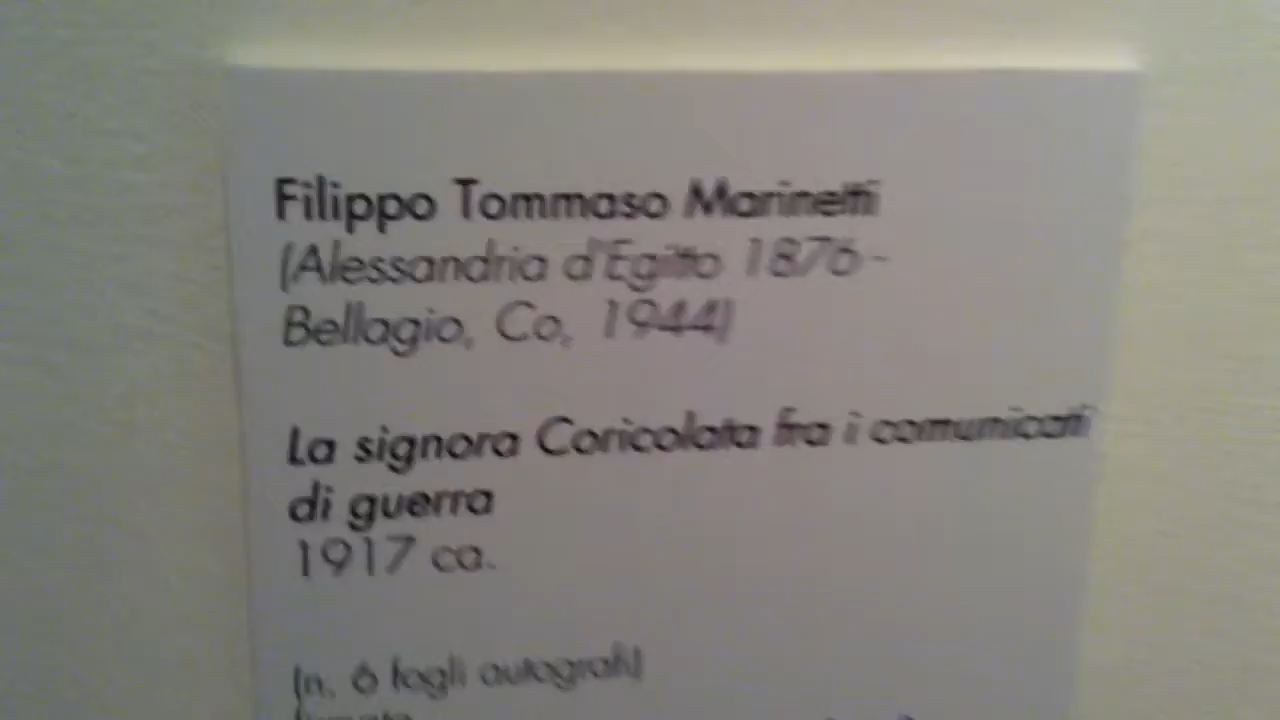 Filippo Tommaso Marinetti
(Alessandria d'Egitto 1876-
Bellagio, Co, 1944)
La signora Coricolata fra i comunicati
di guerra
1917 ca.
(n. 6 fogli autografi)